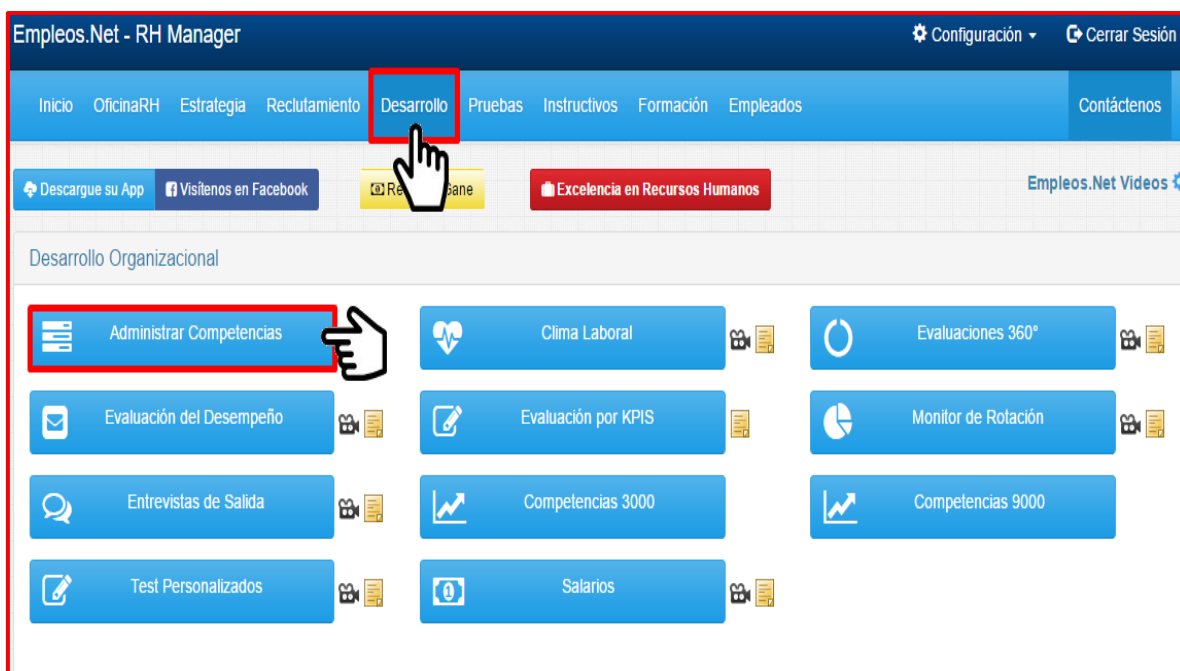 Empleos.Net - RH Manager
Configuración
Cerrar Sesión
Inicio OficinaRH Estrategia Reclutamiento Desarrollo Pruebas Instructivos Formación Empleados Contáctenos
Descargue su App
Visítenos en Facebook
Excelencia en Recursos Humanos
Empleos.Net Videos
Desarrollo Organizacional
Administrar Competencias
Clima Laboral
Evaluaciones 360°
Evaluación del Desempeño
Evaluación por KPIS
Monitor de Rotación
Entrevistas de Salida
Competencias 3000
Competencias 9000
Test Personalizados
Salarios